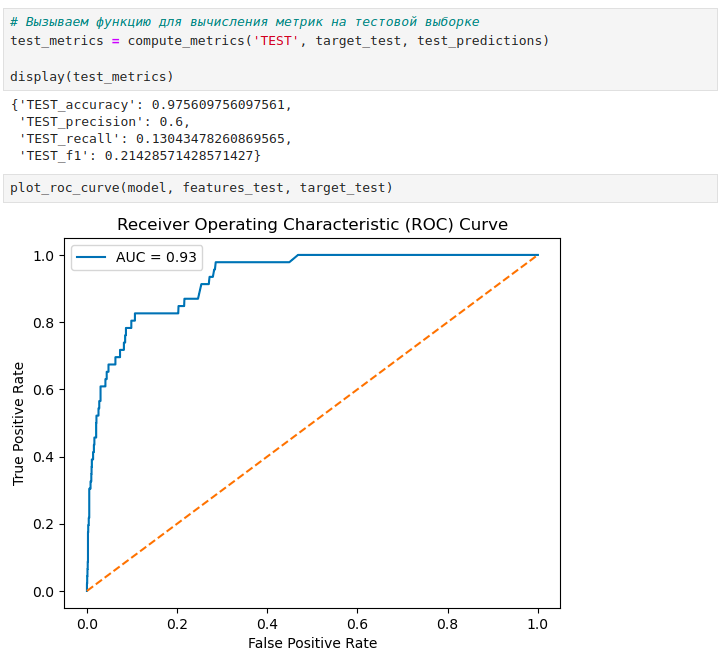 # Вызываем функцию для вычисления метрик на тестовой выборке
test_metrics = compute_metrics('TEST', target_test, test_predictions)
display(test_metrics)
{'TEST_accuracy': 0.975609756097561,
'TEST_precision': 0.6,
'TEST_recall': 0.13043478260869565,
'TEST_f1': 0.21428571428571427}
plot_roc_curve(model, features_test, target_test)
Receiver Operating Characteristic (ROC) Curve
AUC = 0.93
1.0
0.8
0.6
0.4
0.2
0.0
True Positive Rate
0.0 0.2 0.4 0.6 0.8 1.0
False Positive Rate